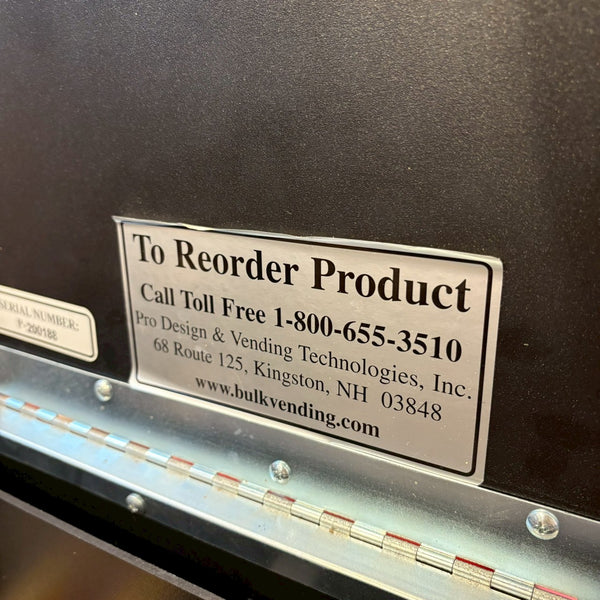 To Reorder Product
Call Toll Free 1-800-655-3510
Pro Design & Vending Technologies, Inc.
68 Route 125, Kingston, NH 03848
www.bulkvending.com
SERIAL NUMBER: